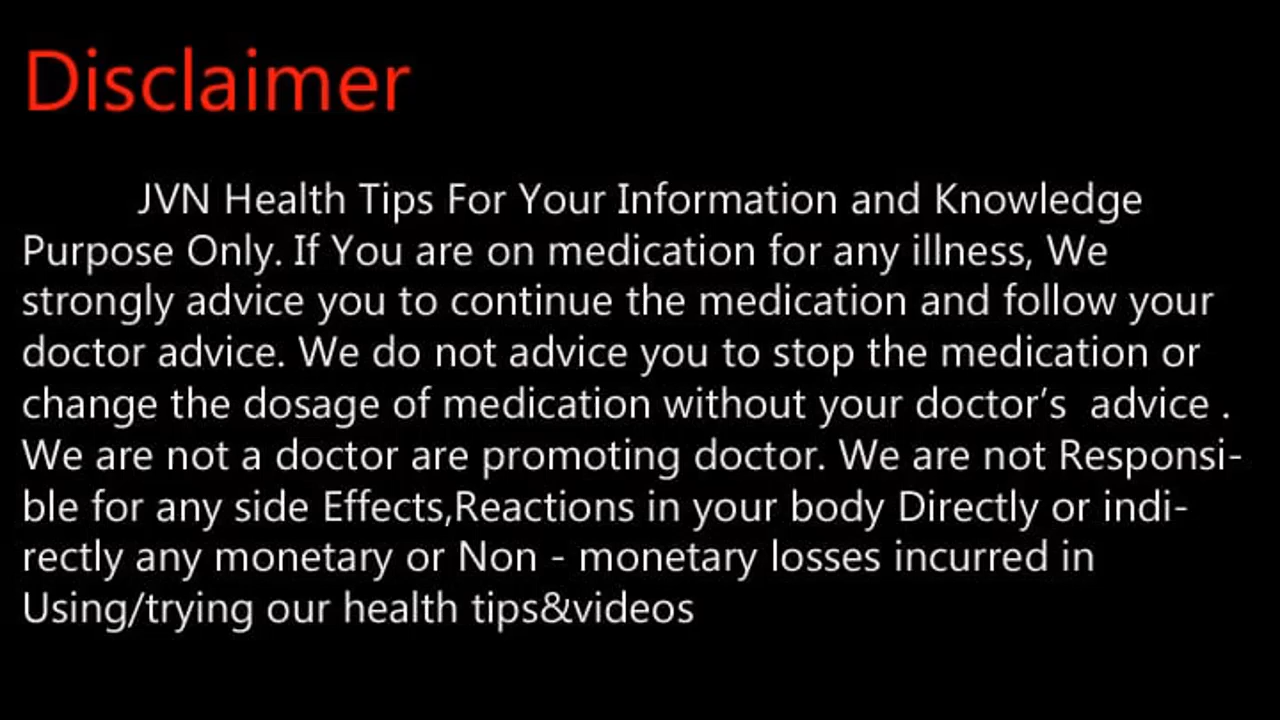 Disclaimer
JVN Health Tips For Your Information and Knowledge
Purpose Only. If You are on medication for any illness, We
strongly advice you to continue the medication and follow your
doctor advice. We do not advice you to stop the medication or
change the dosage of medication without your doctor’s  advice .
We are not a doctor are promoting doctor. We are not Responsi-
ble for any side Effects,Reactions in your body Directly or indi-
rectly any monetary or Non - monetary losses incurred in
Using/trying our health tips&videos